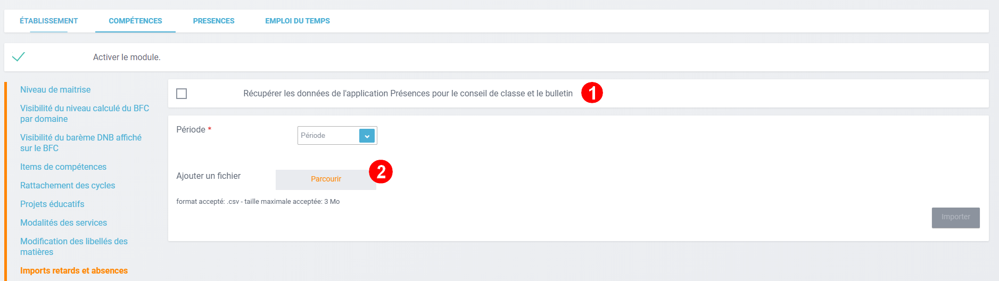 ÉTABLISSEMENT COMPÉTENCES PRESENCES EMPLOI DU TEMPS
Activer le module.
Niveau de maitrise
Visibilité du niveau calculé du BFC
par domaine
Visibilité du barème DNB affiché
sur le BFC
Items de compétences
Rattachement des cycles
Projets éducatifs
Modalités des services
Modification des libellés des
matières
Imports retards et absences
Récupérer les données de l'application Présences pour le conseil de classe et le bulletin 1
Période *
Période
Ajouter un fichier
Parcourir 2
format accepté: .csv - taille maximale acceptée: 3 Mo
Importer